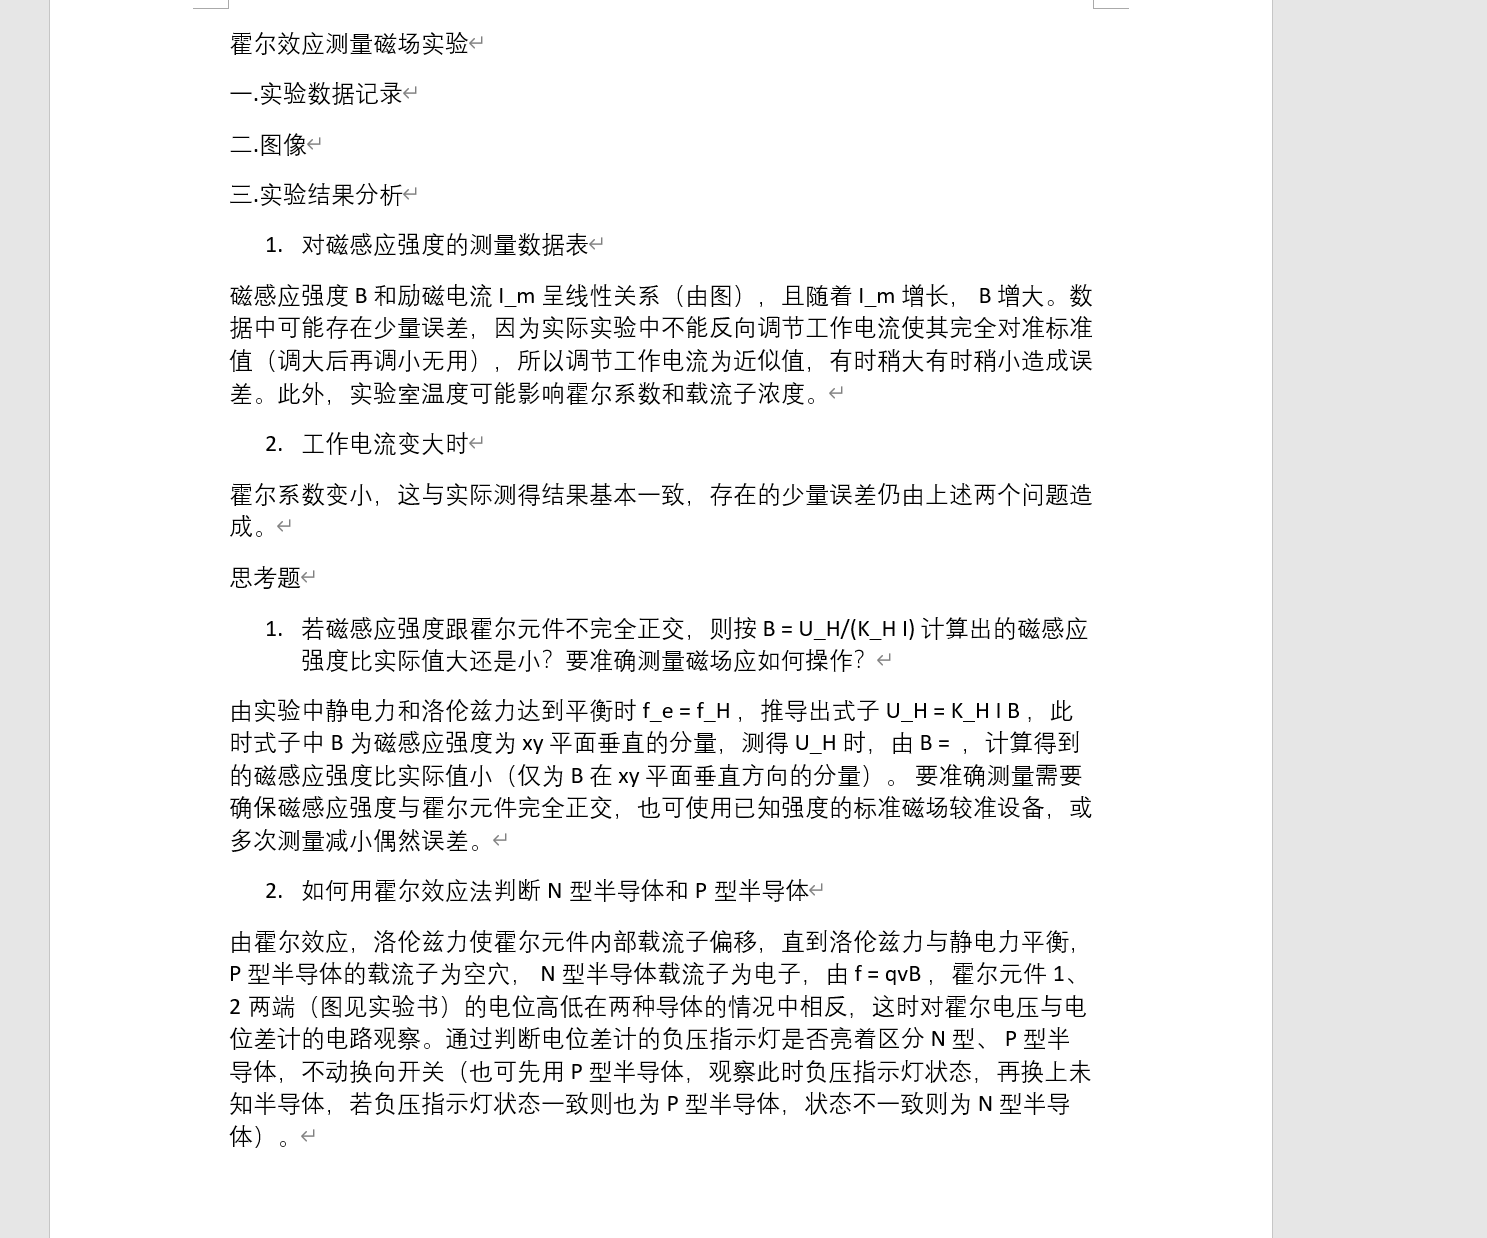 霍尔效应测量磁场实验
一.实验数据记录
二.图像
三.实验结果分析
1. 对磁感应强度的测量数据表
磁感应强度 B 和励磁电流 I_m 呈线性关系（由图），且随着 I_m 增长， B 增大。数
据中可能存在少量误差，因为实际实验中不能反向调节工作电流使其完全对准标准
值（调大后再调小无用），所以调节工作电流为近似值，有时稍大有时稍小造成误
差。此外，实验室温度可能影响霍尔系数和载流子浓度。
2. 工作电流变大时
霍尔系数变小，这与实际测得结果基本一致，存在的少量误差仍由上述两个问题造
成。
思考题
1. 若磁感应强度跟霍尔元件不完全正交，则按 B = U_H/(K_H I) 计算出的磁感应
强度比实际值大还是小？要准确测量磁场应如何操作？
由实验中静电力和洛伦兹力达到平衡时 f_e = f_H ，推导出式子 U_H = K_H I B ，此
时式子中 B 为磁感应强度为 xy 平面垂直的分量，测得 U_H 时，由 B = ，计算得到
的磁感应强度比实际值小（仅为 B 在 xy 平面垂直方向的分量）。 要准确测量需要
确保磁感应强度与霍尔元件完全正交，也可使用已知强度的标准磁场较准设备，或
多次测量减小偶然误差。
2. 如何用霍尔效应法判断 N 型半导体和 P 型半导体
由霍尔效应，洛伦兹力使霍尔元件内部载流子偏移，直到洛伦兹力与静电力平衡，
P 型半导体的载流子为空穴， N 型半导体载流子为电子，由 f = qvB ，霍尔元件 1、
2 两端（图见实验书）的电位高低在两种导体的情况中相反，这时对霍尔电压与电
位差计的电路观察。通过判断电位差计的负压指示灯是否亮着区分 N 型、 P 型半
导体，不动换向开关（也可先用 P 型半导体，观察此时负压指示灯状态，再换上未
知半导体，若负压指示灯状态一致则也为 P 型半导体，状态不一致则为 N 型半导
体）。